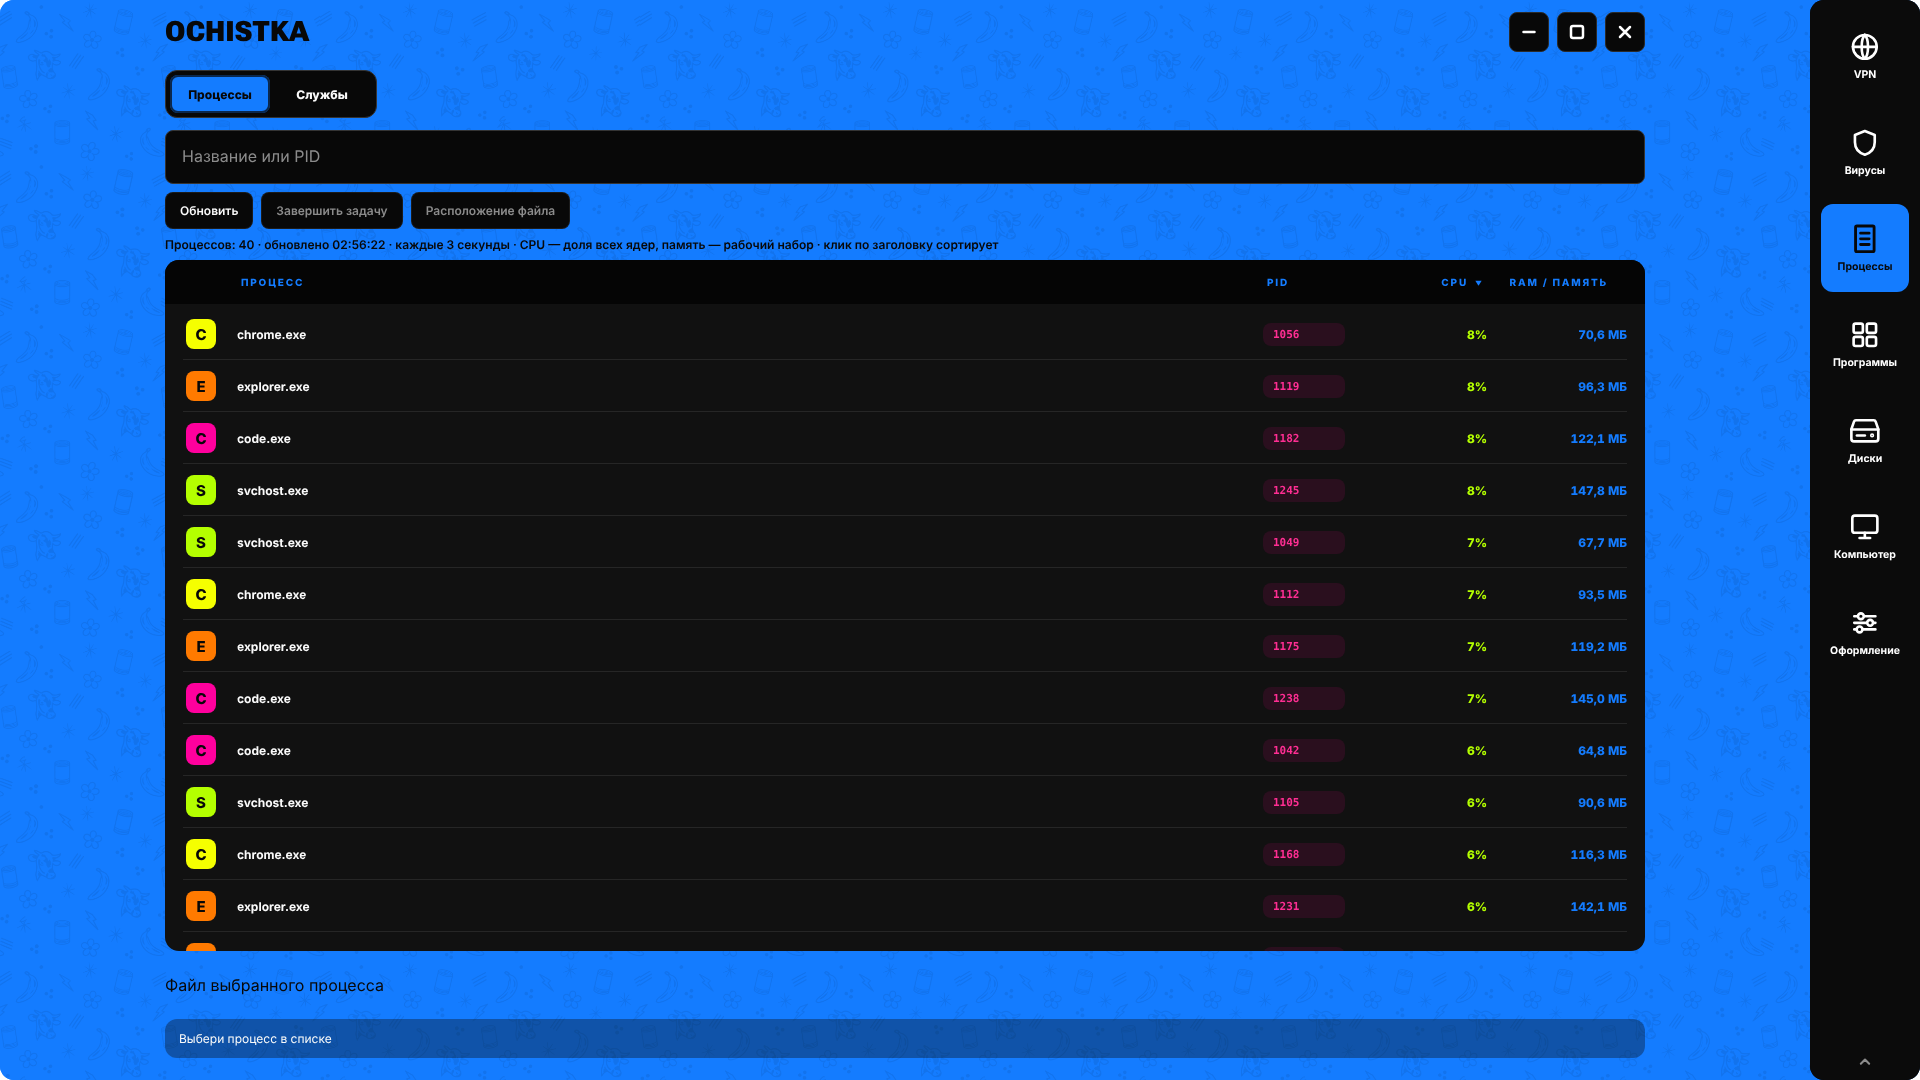 OCHISTKA
Процессы
Службы
Название или PID
Обновить
Завершить задачу
Расположение файла
Процессов: 40 · обновлено 02:56:22 · каждые 3 секунды · CPU — доля всех ядер, память — рабочий набор · клик по заголовку сортирует
ПРОЦЕСС PID CPU ▼ RAM / ПАМЯТЬ
C chrome.exe 1056 8% 70,6 МБ
E explorer.exe 1119 8% 96,3 МБ
C code.exe 1182 8% 122,1 МБ
S svchost.exe 1245 8% 147,8 МБ
S svchost.exe 1049 7% 67,7 МБ
C chrome.exe 1112 7% 93,5 МБ
E explorer.exe 1175 7% 119,2 МБ
C code.exe 1238 7% 145,0 МБ
C code.exe 1042 6% 64,8 МБ
S svchost.exe 1105 6% 90,6 МБ
C chrome.exe 1168 6% 116,3 МБ
E explorer.exe 1231 6% 142,1 МБ
Файл выбранного процесса
Выбери процесс в списке
VPN
Вирусы
Процессы
Программы
Диски
Компьютер
Оформление